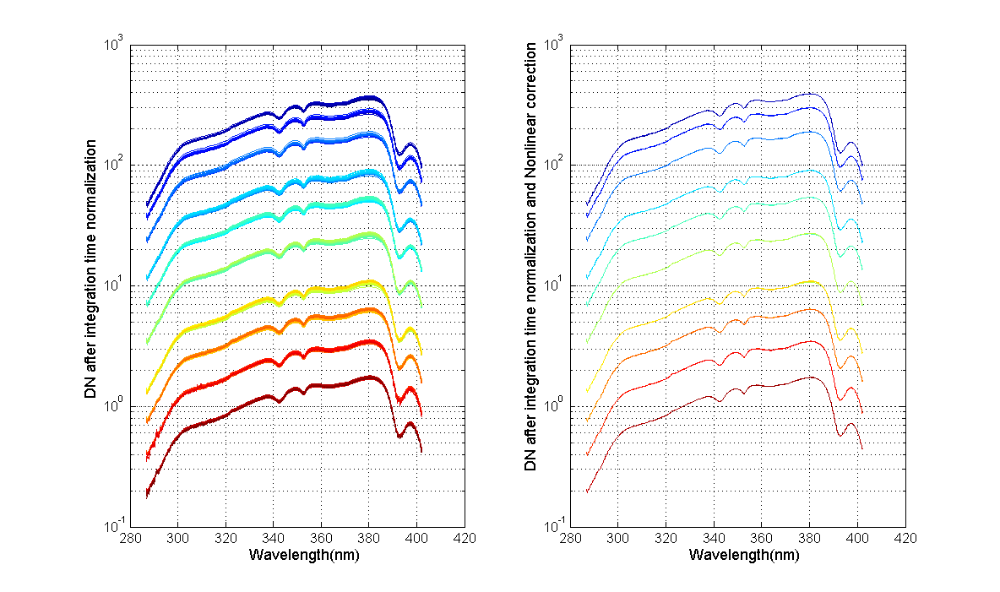 10^3
10^2
10^1
10^0
10^-1
280 300 320 340 360 380 400 420
Wavelength(nm)
DN after integration time normalization
10^3
10^2
10^1
10^0
10^-1
280 300 320 340 360 380 400 420
Wavelength(nm)
DN after integration time normalization and Nonlinear correction